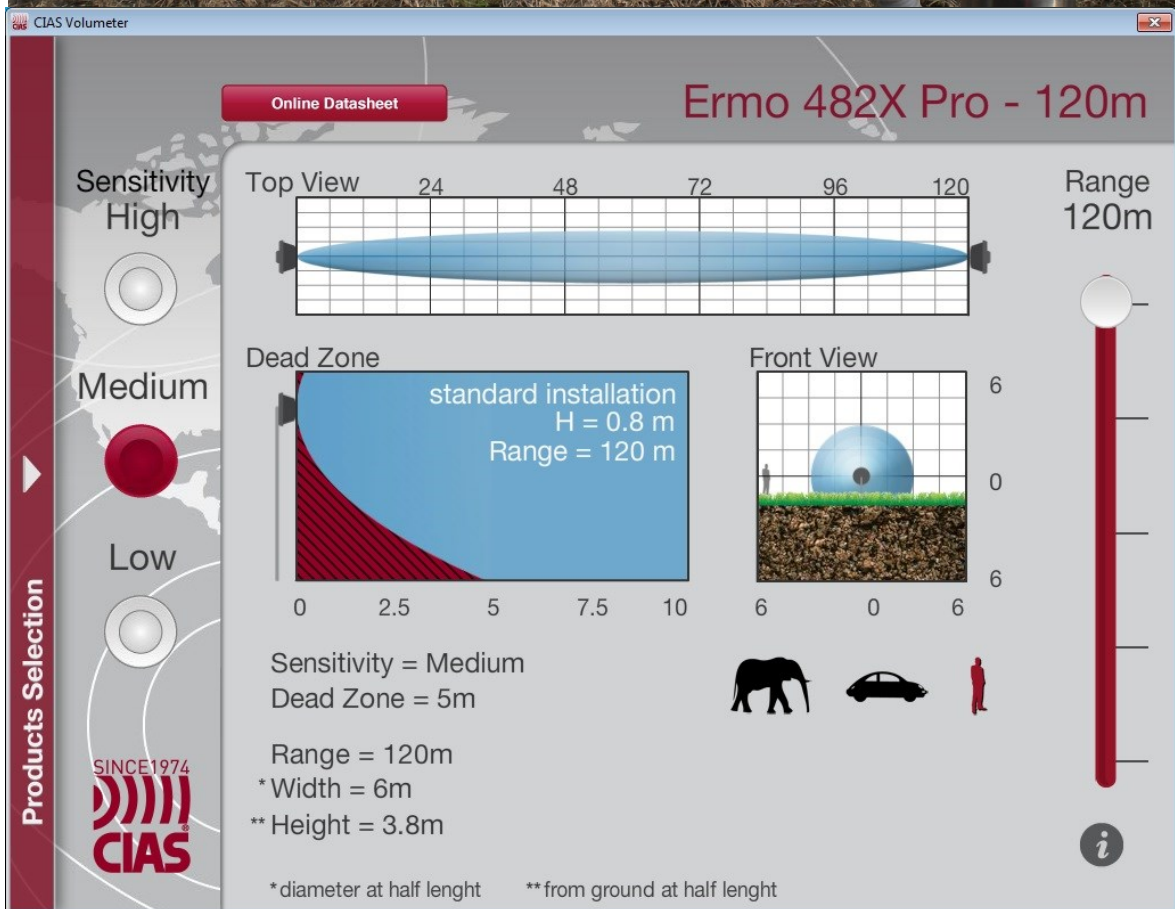 CIAS Volumeter
Online Datasheet
Ermo 482X Pro - 120m
Sensitivity
High
Medium
Low
Products Selection
SINCE1974
CIAS
Top View
24 48 72 96 120
Range
120m
Dead Zone
standard installation
H = 0.8 m
Range = 120 m
0 2.5 5 7.5 10
Front View
6
0
6
6 0 6
Sensitivity = Medium
Dead Zone = 5m
Range = 120m
* Width = 6m
** Height = 3.8m
* diameter at half lenght
** from ground at half lenght
i